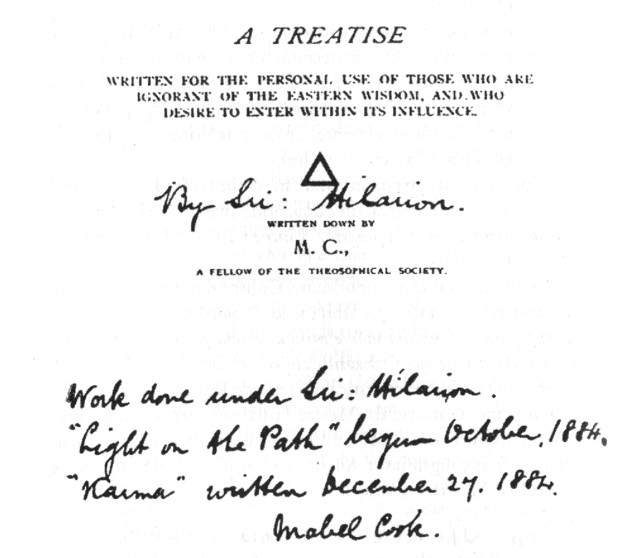 A TREATISE
WRITTEN FOR THE PERSONAL USE OF THOSE WHO ARE
IGNORANT OF THE EASTERN WISDOM, AND WHO
DESIRE TO ENTER WITHIN ITS INFLUENCE.
By Sri: Hilarion.
WRITTEN DOWN BY
M. C.,
A FELLOW OF THE THEOSOPHICAL SOCIETY.
Work done under Sri: Hilarion.
"Light on the Path" begun October, 1884.
"Karma" written December 27. 1884.
Mabel Cook.